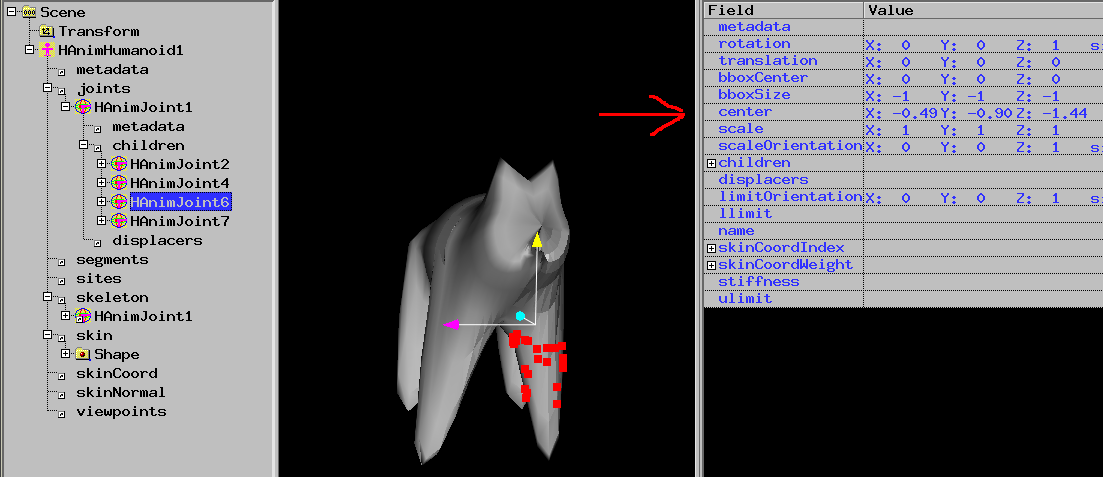 Scene
Transform
HAnimHumanoid1
metadata
joints
HAnimJoint1
metadata
children
HAnimJoint2
HAnimJoint4
HAnimJoint6
HAnimJoint7
displacers
segments
sites
skeleton
HAnimJoint1
skin
Shape
skinCoord
skinNormal
viewpoints
Field Value
metadata
rotation X: 0 Y: 0 Z: 1 s:
translation X: 0 Y: 0 Z: 0
bboxCenter X: 0 Y: 0 Z: 0
bboxSize X: -1 Y: -1 Z: -1
center X: -0.49 Y: -0.90 Z: -1.44
scale X: 1 Y: 1 Z: 1
scaleOrientation X: 0 Y: 0 Z: 1 s:
children
displacers
limitOrientation X: 0 Y: 0 Z: 1 s:
llimit
name
skinCoordIndex
skinCoordWeight
stiffness
ulimit